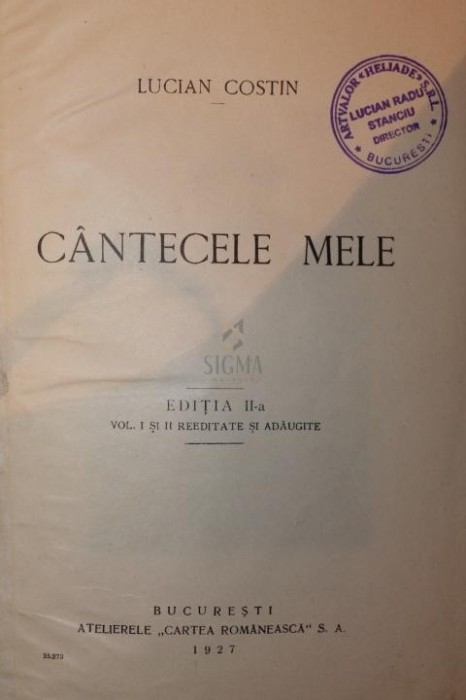 LUCIAN COSTIN
ARTVALOR «HELIADE» S.R.L.
LUCIAN RADU
STANCIU
DIRECTOR
* BUCUREȘTI *
CÂNTECELE MELE
SIGMA
EDIȚIA II-a
VOL. I ȘI II REEDITATE ȘI ADĂUGITE
BUCUREȘTI
ATELIERELE „CARTEA ROMÂNEASCĂ” S. A.
1927